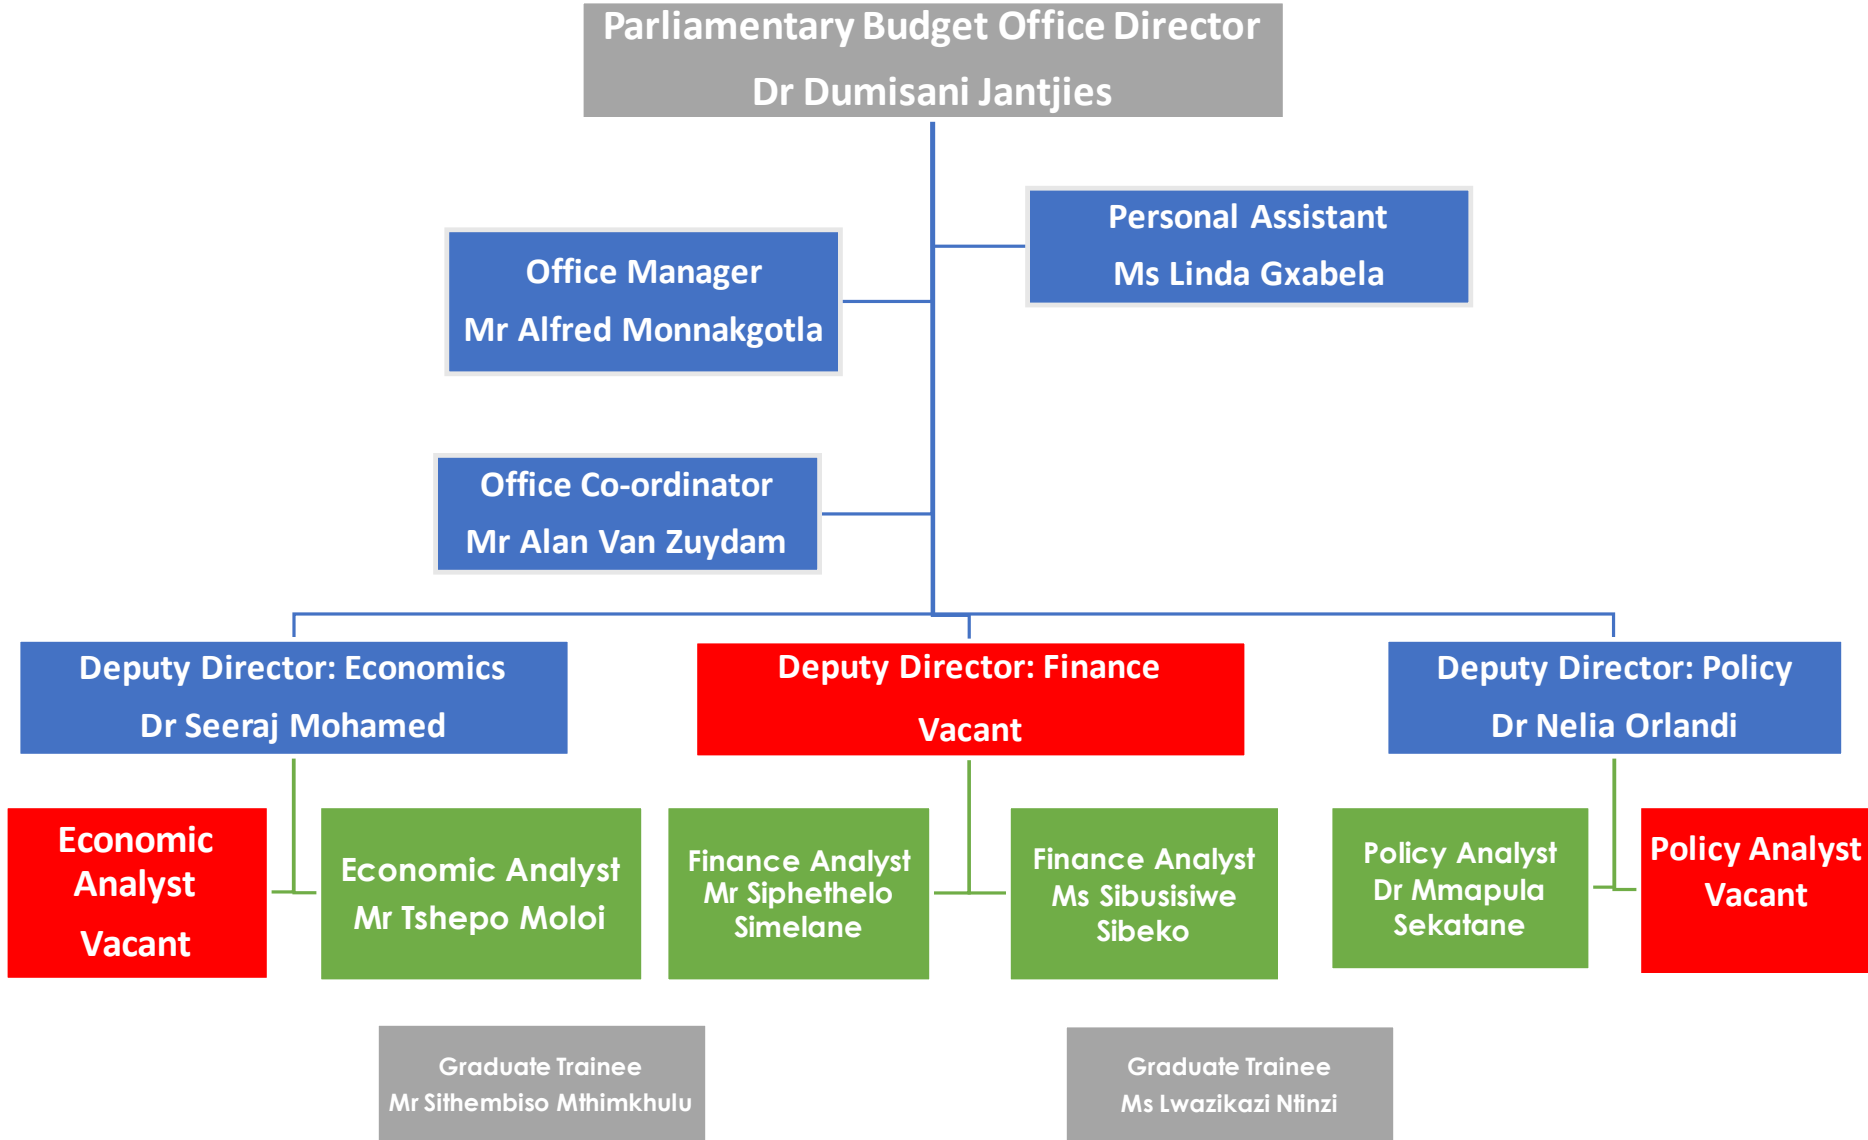 Parliamentary Budget Office Director
Dr Dumisani Jantjies
Personal Assistant
Ms Linda Gxabela
Office Manager
Mr Alfred Monnakgotla
Office Co-ordinator
Mr Alan Van Zuydam
Deputy Director: Economics
Dr Seeraj Mohamed
Deputy Director: Finance
Vacant
Deputy Director: Policy
Dr Nelia Orlandi
Economic
Analyst
Vacant
Economic Analyst
Mr Tshepo Moloi
Finance Analyst
Mr Siphethelo
Simelane
Finance Analyst
Ms Sibusisiwe
Sibeko
Policy Analyst
Dr Mmapula
Sekatane
Policy Analyst
Vacant
Graduate Trainee
Mr Sithembiso Mthimkhulu
Graduate Trainee
Ms Lwazikazi Ntinzi